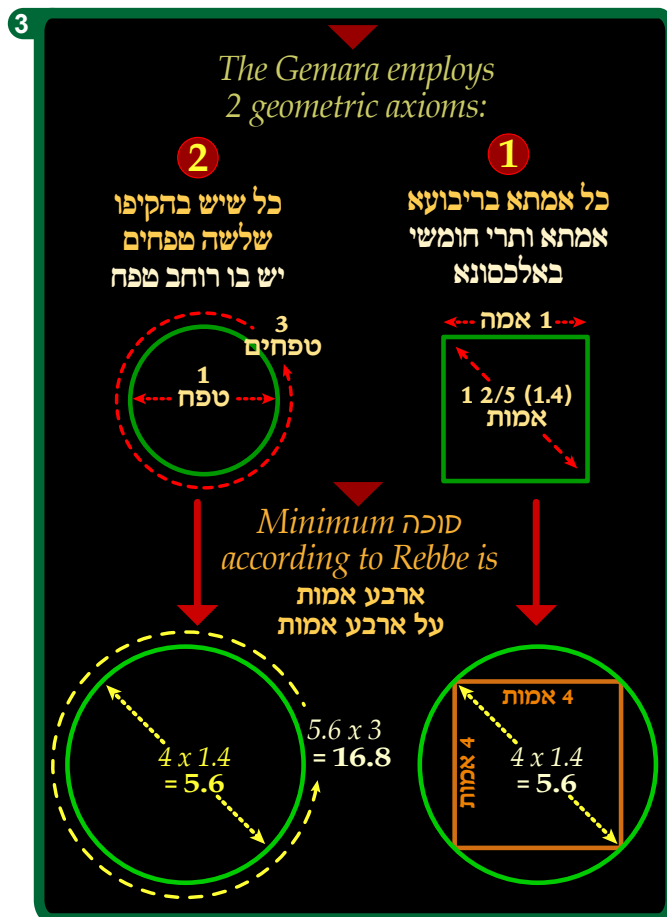 3
The Gemara employs
2 geometric axioms:
1
כל אמתא בריבועא
אמתא ותרי חומשי
באלכסונא
1 אמה
1 2/5 (1.4)
אמות
2
כל שיש בהקיפו
שלשה טפחים
יש בו רוחב טפח
3
טפחים
1
טפח
Minimum סוכה
according to Rebbe is
ארבע אמות
על ארבע אמות
4 אמות
4 אמות
4 x 1.4
= 5.6
4 x 1.4
= 5.6
5.6 x 3
= 16.8